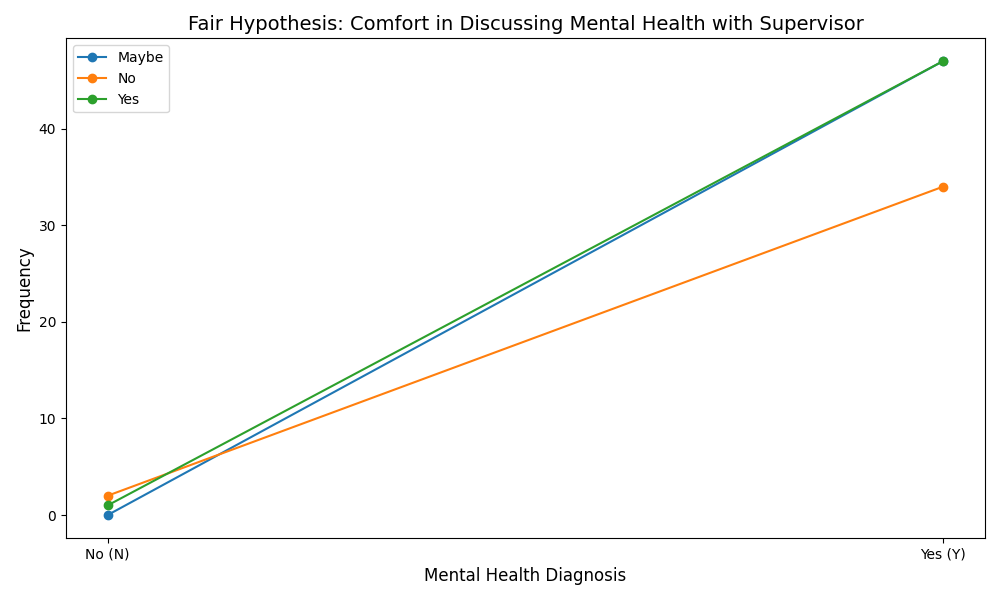 Fair Hypothesis: Comfort in Discussing Mental Health with Supervisor
Maybe
No
Yes
40
30
20
10
0
Frequency
No (N)
Yes (Y)
Mental Health Diagnosis